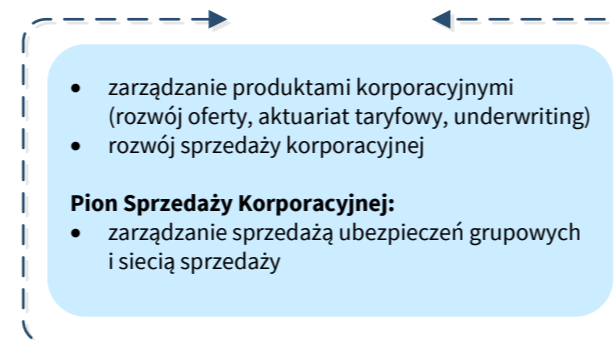 • zarządzanie produktami korporacyjnymi
(rozwój oferty, aktuariat taryfowy, underwriting)
• rozwój sprzedaży korporacyjnej
Pion Sprzedaży Korporacyjnej:
• zarządzanie sprzedażą ubezpieczeń grupowych
i siecią sprzedaży